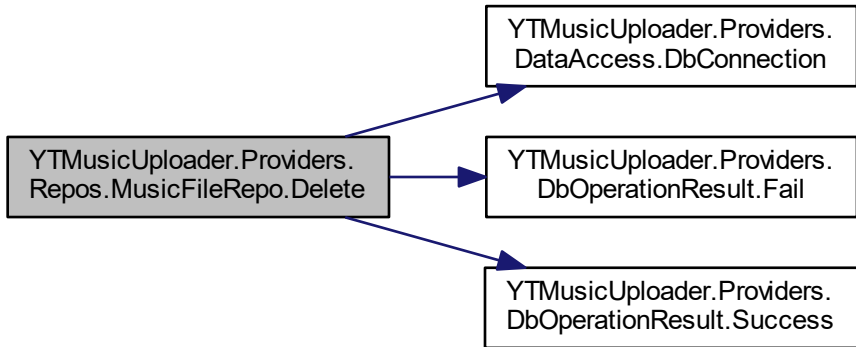 YTMusicUploader.Providers.
DataAccess.DbConnection
YTMusicUploader.Providers.
Repos.MusicFileRepo.Delete
YTMusicUploader.Providers.
DbOperationResult.Fail
YTMusicUploader.Providers.
DbOperationResult.Success